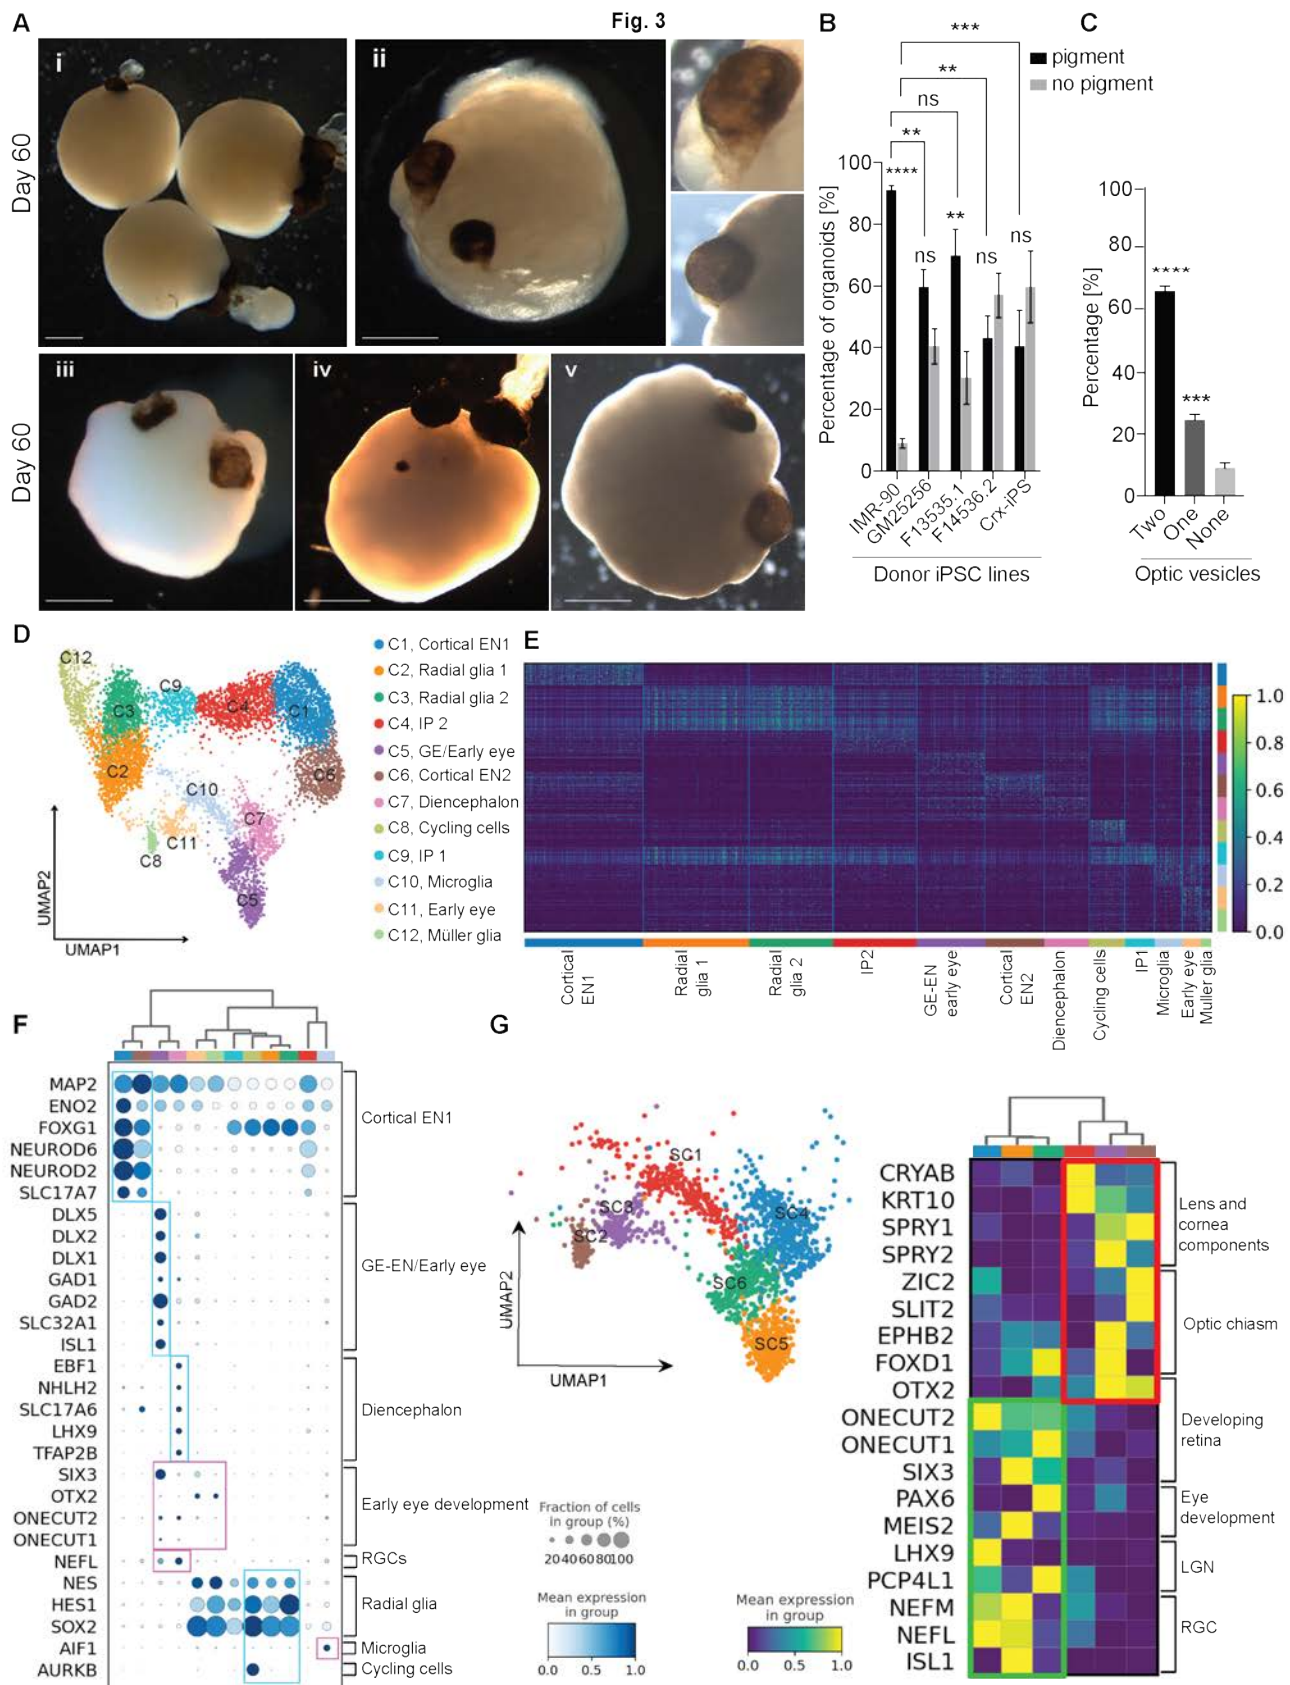 Fig. 3
A
i
ii
Day 60
iii
iv
v
Day 60
B
***
**
ns
**
****
ns
**
ns
ns
pigment
no pigment
Percentage of organoids [%]
100
80
60
40
20
0
IMR-90
GM25256
F13535.1
F14536.2
Crx-iPS
Donor iPSC lines
C
Percentage [%]
100
80
60
40
20
0
****
***
Two
One
None
Optic vesicles
D
C12
C3
C9
C4
C1
C2
C6
C10
C7
C11
C8
C5
UMAP2
UMAP1
C1, Cortical EN1
C2, Radial glia 1
C3, Radial glia 2
C4, IP 2
C5, GE/Early eye
C6, Cortical EN2
C7, Diencephalon
C8, Cycling cells
C9, IP 1
C10, Microglia
C11, Early eye
C12, Müller glia
E
1.0
0.8
0.6
0.4
0.2
0.0
Cortical
EN1
Radial
glia 1
Radial
glia 2
IP2
GE-EN
early eye
Cortical
EN2
Diencephalon
Cycling cells
IP1
Microglia
Early eye
Muller glia
F
MAP2
ENO2
FOXG1
NEUROD6
NEUROD2
SLC17A7
DLX5
DLX2
DLX1
GAD1
GAD2
SLC32A1
ISL1
EBF1
NHLH2
SLC17A6
LHX9
TFAP2B
SIX3
OTX2
ONECUT2
ONECUT1
NEFL
NES
HES1
SOX2
AIF1
AURKB
Cortical EN1
GE-EN/Early eye
Diencephalon
Early eye development
RGCs
Radial glia
Microglia
Cycling cells
Fraction of cells
in group (%)
20 40 60 80 100
Mean expression
in group
0.0 0.5 1.0
G
SC1
SC3
SC2
SC4
SC6
SC5
UMAP2
UMAP1
Mean expression
in group
0.0 0.5 1.0
CRYAB
KRT10
SPRY1
SPRY2
ZIC2
SLIT2
EPHB2
FOXD1
OTX2
ONECUT2
ONECUT1
SIX3
PAX6
MEIS2
LHX9
PCP4L1
NEFM
NEFL
ISL1
Lens and
cornea
components
Optic chiasm
Developing
retina
Eye
development
LGN
RGC